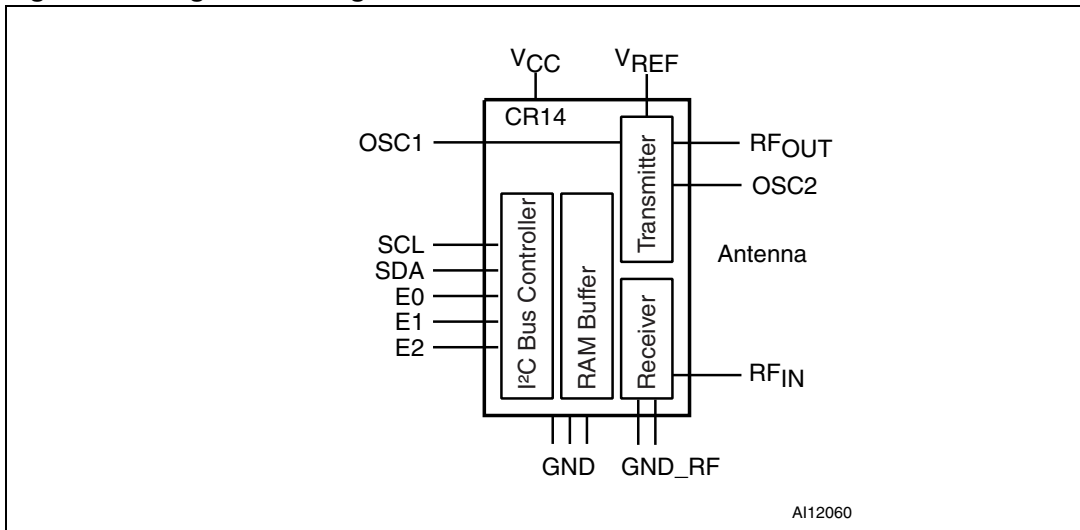 VCC
VREF
CR14
OSC1
RFOUT
OSC2
Transmitter
I²C Bus Controller
RAM Buffer
SCL
SDA
E0
E1
E2
Antenna
Receiver
RFIN
GND
GND_RF
AI12060